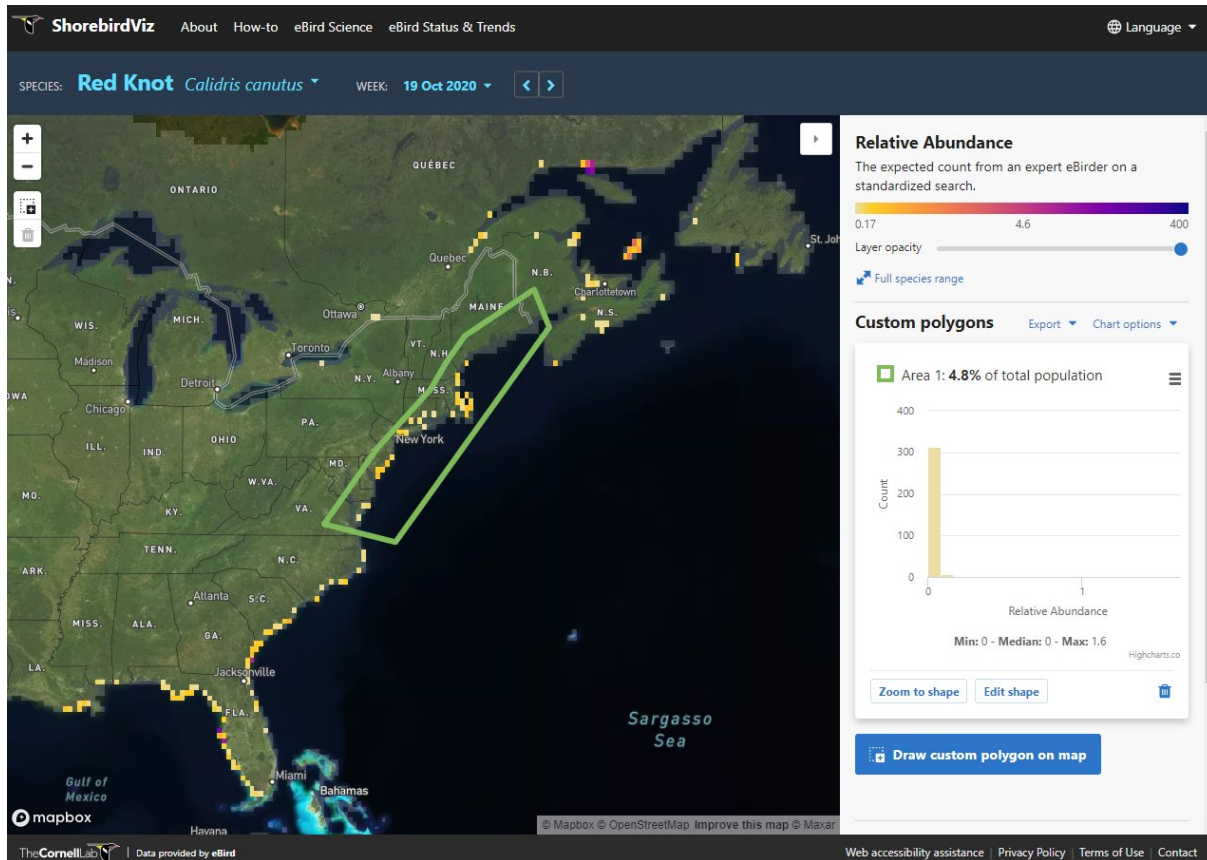 ShorebirdViz About How-to eBird Science eBird Status & Trends Language
SPECIES: Red Knot Calidris canutus WEEK: 19 Oct 2020
QUÉBEC
ONTARIO
St. Joh
Quebec
N.B.
Charlottetown
MAINE
N.S.
Ottawa
WIS.
MICH.
VT.
N.H.
Toronto
Madison
N.Y.
Albany
Detroit
MASS.
OWA
Chicago
PA.
New York
ILL.
IND.
OHIO
MD.
W.VA.
MO.
KY.
VA.
TENN.
N.C.
ARK.
Atlanta
S.C.
MISS.
ALA.
GA.
LA.
Jacksonville
FLA.
Sargasso
Sea
Miami
Gulf of
Mexico
Bahamas
Havana
mapbox
© Mapbox © OpenStreetMap Improve this map © Maxar
Relative Abundance
The expected count from an expert eBirder on a
standardized search.
0.17 4.6 400
Layer opacity
Full species range
Custom polygons Export Chart options
Area 1: 4.8% of total population
400
300
200
100
0
Count
0 1
Relative Abundance
Min: 0 - Median: 0 - Max: 1.6
Highcharts.co
Zoom to shape Edit shape
Draw custom polygon on map
TheCornellLab Data provided by eBird
Web accessibility assistance | Privacy Policy | Terms of Use | Contact